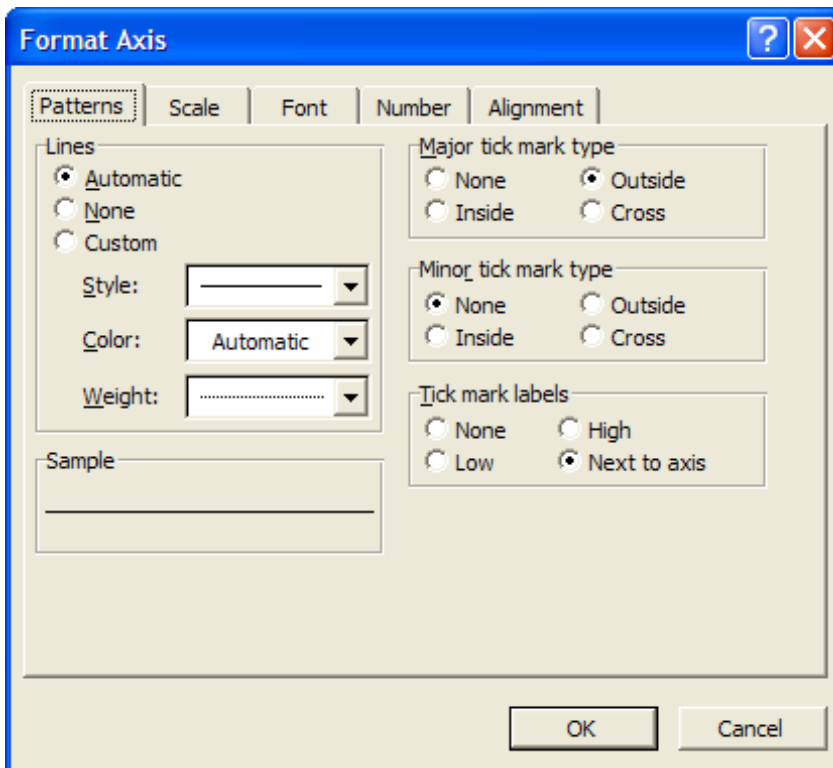 Format Axis
Patterns Scale Font Number Alignment
Lines
Automatic
None
Custom
Style:
Color: Automatic
Weight:
Sample
Major tick mark type
None Outside
Inside Cross
Minor tick mark type
None Outside
Inside Cross
Tick mark labels
None High
Low Next to axis
OK Cancel